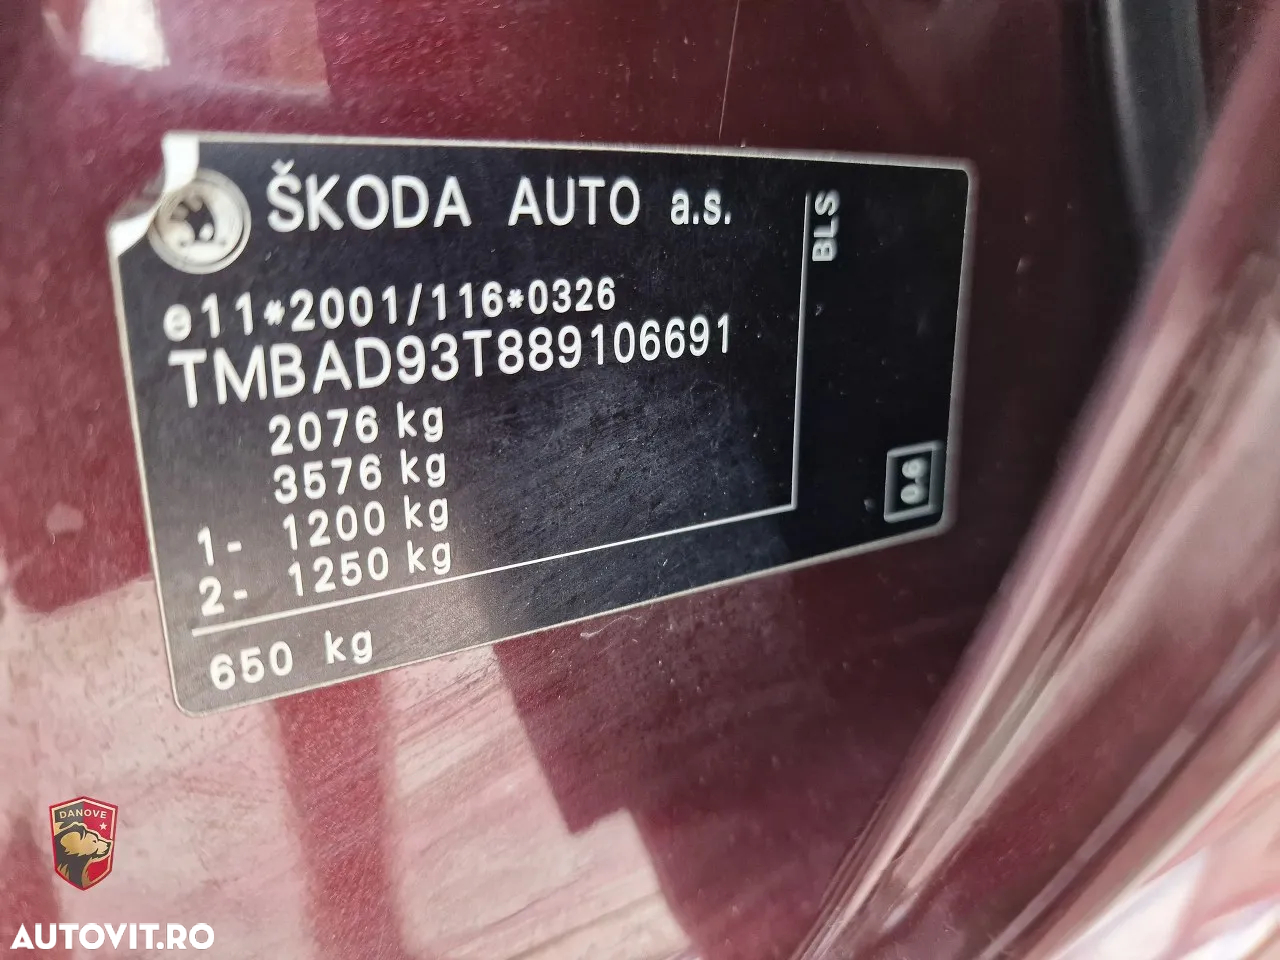 ŠKODA AUTO a.s.
e11*2001/116*0326
TMBAD93T889106691
2076 kg
3576 kg
1- 1200 kg
2- 1250 kg
650 kg
BLS
0.6
DANOVE
AUTOVIT.RO